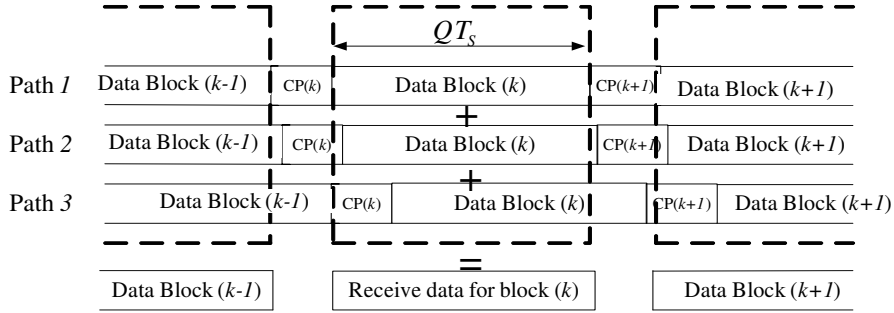 QT_S
Path 1 Data Block (k-1) CP(k) Data Block (k) CP(k+1) Data Block (k+1)
+
Path 2 Data Block (k-1) CP(k) Data Block (k) CP(k+1) Data Block (k+1)
+
Path 3 Data Block (k-1) CP(k) Data Block (k) CP(k+1) Data Block (k+1)
=
Data Block (k-1) Receive data for block (k) Data Block (k+1)